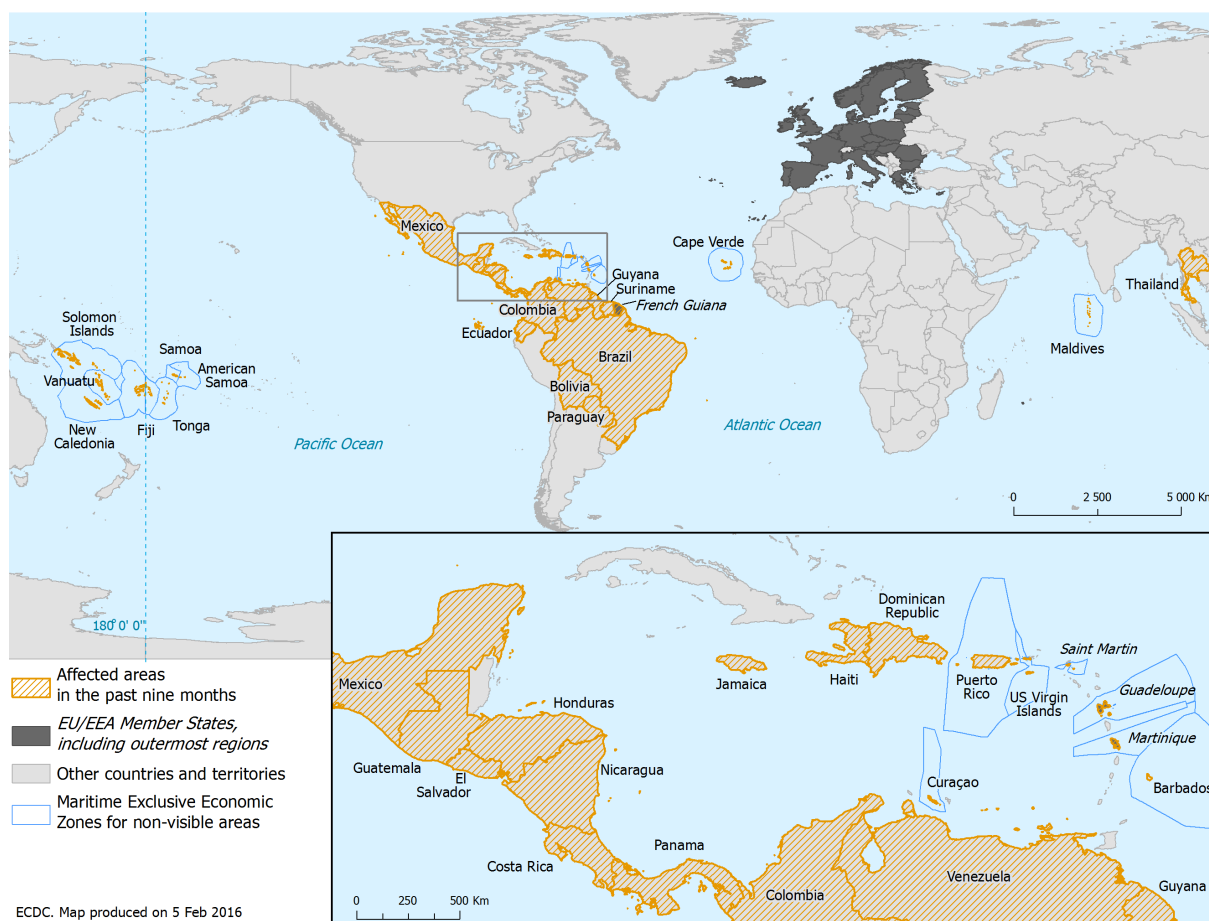 Mexico
Cape Verde
Guyana
Suriname
French Guiana
Colombia
Ecuador
Brazil
Bolivia
Paraguay
Thailand
Maldives
Solomon
Islands
Samoa
American
Samoa
Vanuatu
New
Caledonia
Fiji
Tonga
Pacific Ocean
Atlantic Ocean
0 2 500 5 000 Km
180° 0' 0"
Affected areas
in the past nine months
EU/EEA Member States,
including outermost regions
Other countries and territories
Maritime Exclusive Economic
Zones for non-visible areas
ECDC. Map produced on 5 Feb 2016
Dominican
Republic
Saint Martin
Mexico
Jamaica
Haiti
Puerto
Rico
US Virgin
Islands
Guadeloupe
Honduras
Martinique
Guatemala
El
Salvador
Nicaragua
Curaçao
Barbados
Costa Rica
Panama
Colombia
Venezuela
Guyana
0 250 500 Km